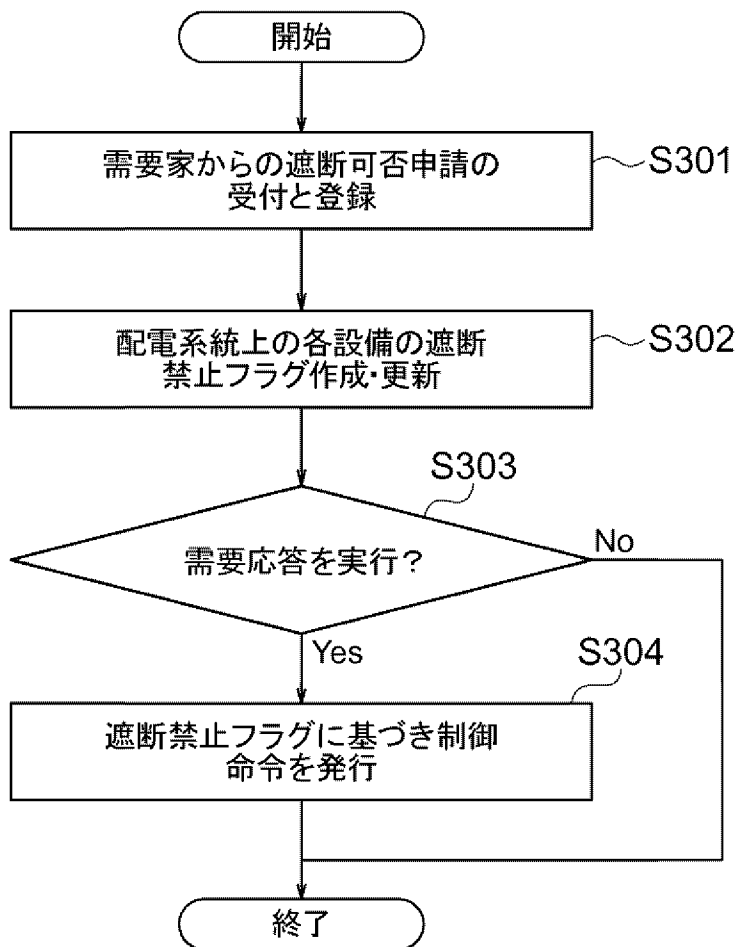 開始
需要家からの遮断可否申請の
受付と登録
S301
配電系統上の各設備の遮断
禁止フラグ作成・更新
S302
S303
需要応答を実行？
No
Yes
S304
遮断禁止フラグに基づき制御
命令を発行
終了